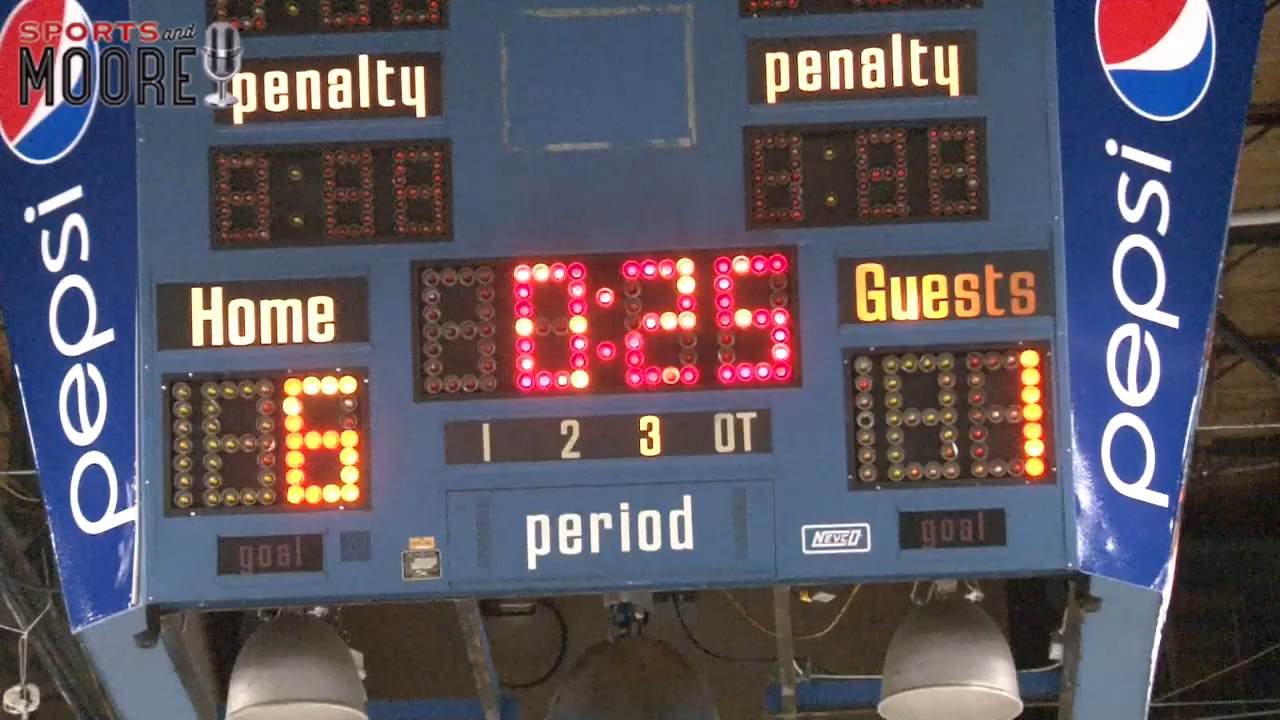 SPORTS and
MOORE
penalty
penalty
pepsi
pepsi
Home
0:25
Guests
6
1
1 2 3 OT
period
NEVCO
goal
goal